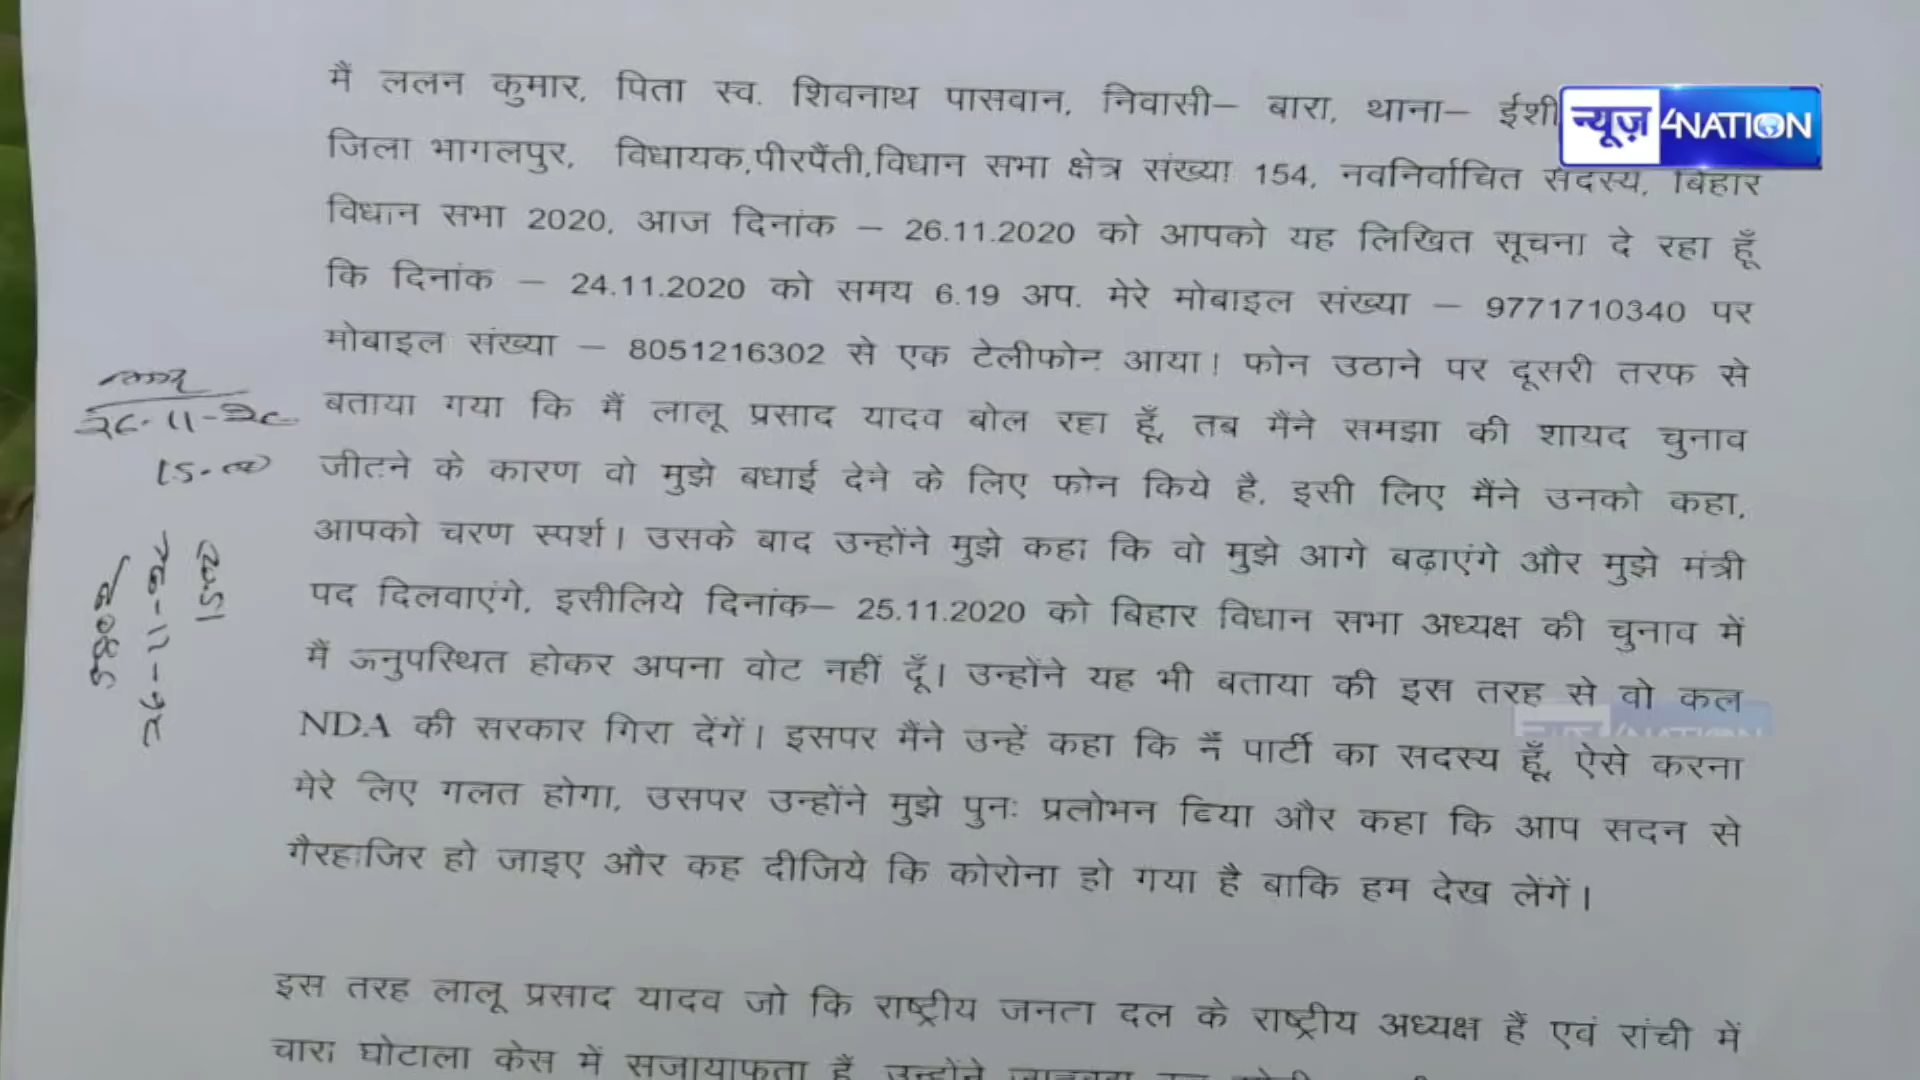 मैं ललन कुमार, पिता स्व. शिवनाथ पासवान, निवासी– बारा, थाना– ईशी
न्यूज़ 4NATION
जिला भागलपुर, विधायक,पीरपैंती,विधान सभा क्षेत्र संख्या 154, नवनिर्वाचित सदस्य, बिहार
विधान सभा 2020, आज दिनांक – 26.11.2020 को आपको यह लिखित सूचना दे रहा हूँ
कि दिनांक – 24.11.2020 को समय 6.19 अप. मेरे मोबाइल संख्या – 9771710340 पर
मोबाइल संख्या – 8051216302 से एक टेलीफोन आया। फोन उठाने पर दूसरी तरफ से
बताया गया कि मैं लालू प्रसाद यादव बोल रहा हूँ, तब मैंने समझा की शायद चुनाव
जीतने के कारण वो मुझे बधाई देने के लिए फोन किये है, इसी लिए मैंने उनको कहा,
आपको चरण स्पर्श। उसके बाद उन्होंने मुझे कहा कि वो मुझे आगे बढ़ाएंगे और मुझे मंत्री
पद दिलवाएंगे, इसीलिये दिनांक– 25.11.2020 को बिहार विधान सभा अध्यक्ष की चुनाव में
मैं अनुपस्थित होकर अपना वोट नहीं दूँ। उन्होंने यह भी बताया की इस तरह से वो कल
NDA की सरकार गिरा देंगें। इसपर मैंने उन्हें कहा कि मैं पार्टी का सदस्य हूँ, ऐसे करना
न्यूज़ 4NATION
मेरे लिए गलत होगा, उसपर उन्होंने मुझे पुनः प्रलोभन दिया और कहा कि आप सदन से
गैरहाजिर हो जाइए और कह दीजिये कि कोरोना हो गया है बाकि हम देख लेंगें।
इस तरह लालू प्रसाद यादव जो कि राष्ट्रीय जनता दल के राष्ट्रीय अध्यक्ष हैं एवं रांची में
चारा घोटाला केस में सजायाफ्ता हैं, उन्होंने
26-11-20